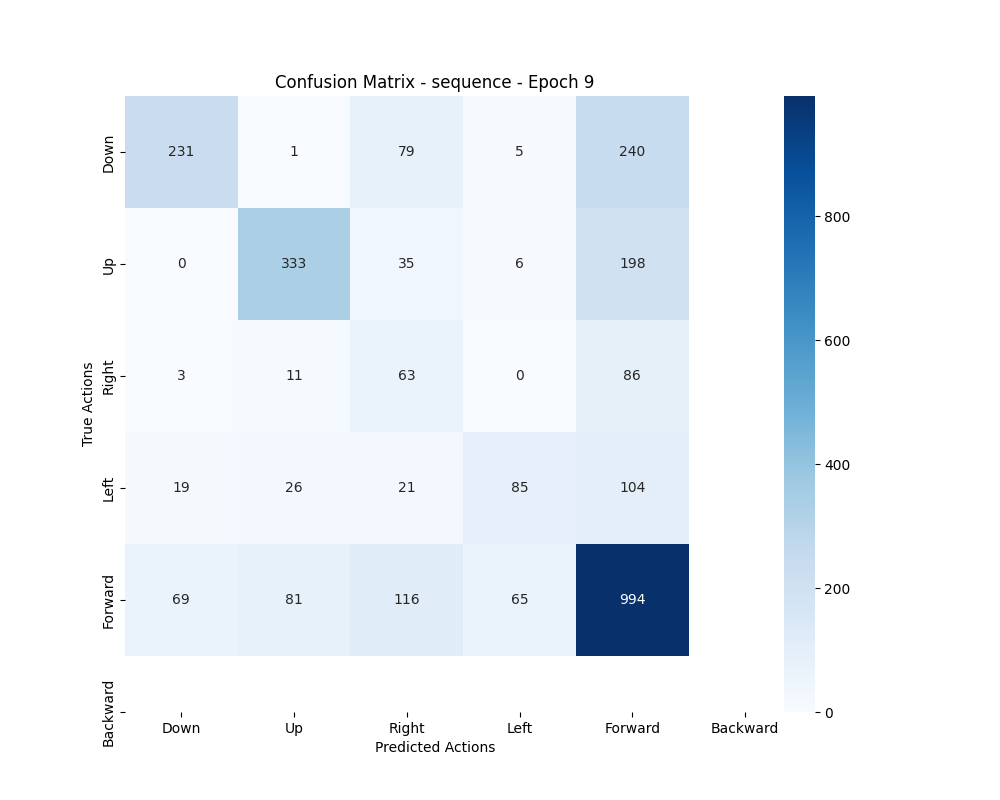 Confusion Matrix - sequence - Epoch 9
Down 231 1 79 5 240
Up 0 333 35 6 198
Right 3 11 63 0 86
Left 19 26 21 85 104
Forward 69 81 116 65 994
Backward
True Actions
Down Up Right Left Forward Backward
Predicted Actions
800
600
400
200
0